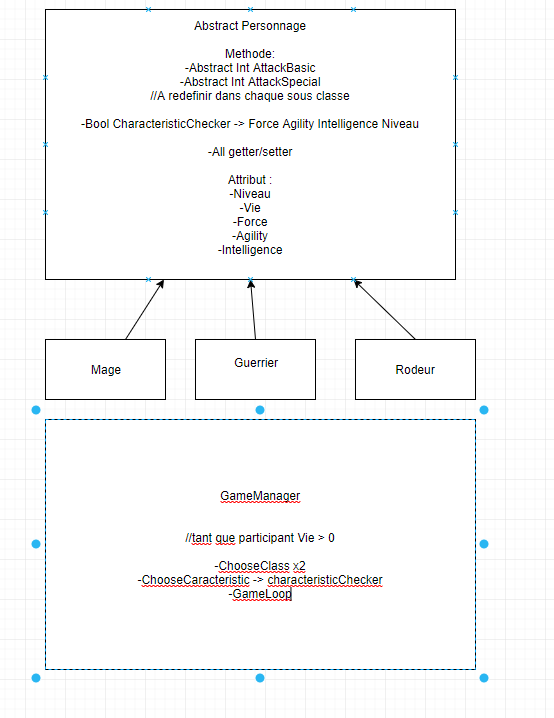 Abstract Personnage
Methode:
-Abstract Int AttackBasic
-Abstract Int AttackSpecial
//A redefinir dans chaque sous classe
-Bool CharacteristicChecker -> Force Agility Intelligence Niveau
-All getter/setter
Attribut :
-Niveau
-Vie
-Force
-Agility
-Intelligence
Mage
Guerrier
Rodeur
GameManager
//tant que participant Vie > 0
-ChooseClass x2
-ChooseCaracteristic -> characteristicChecker
-GameLoop